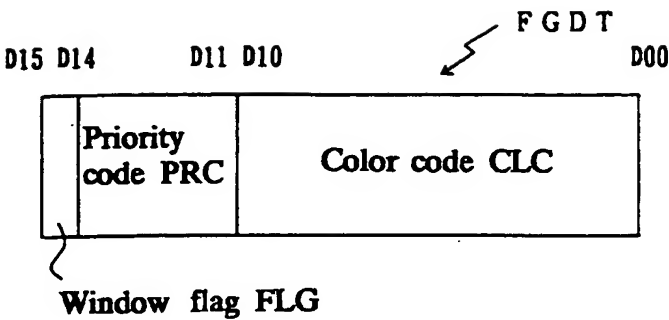 FGDT
D15 D14 D11 D10 D00
Priority
code PRC
Color code CLC
Window flag FLG